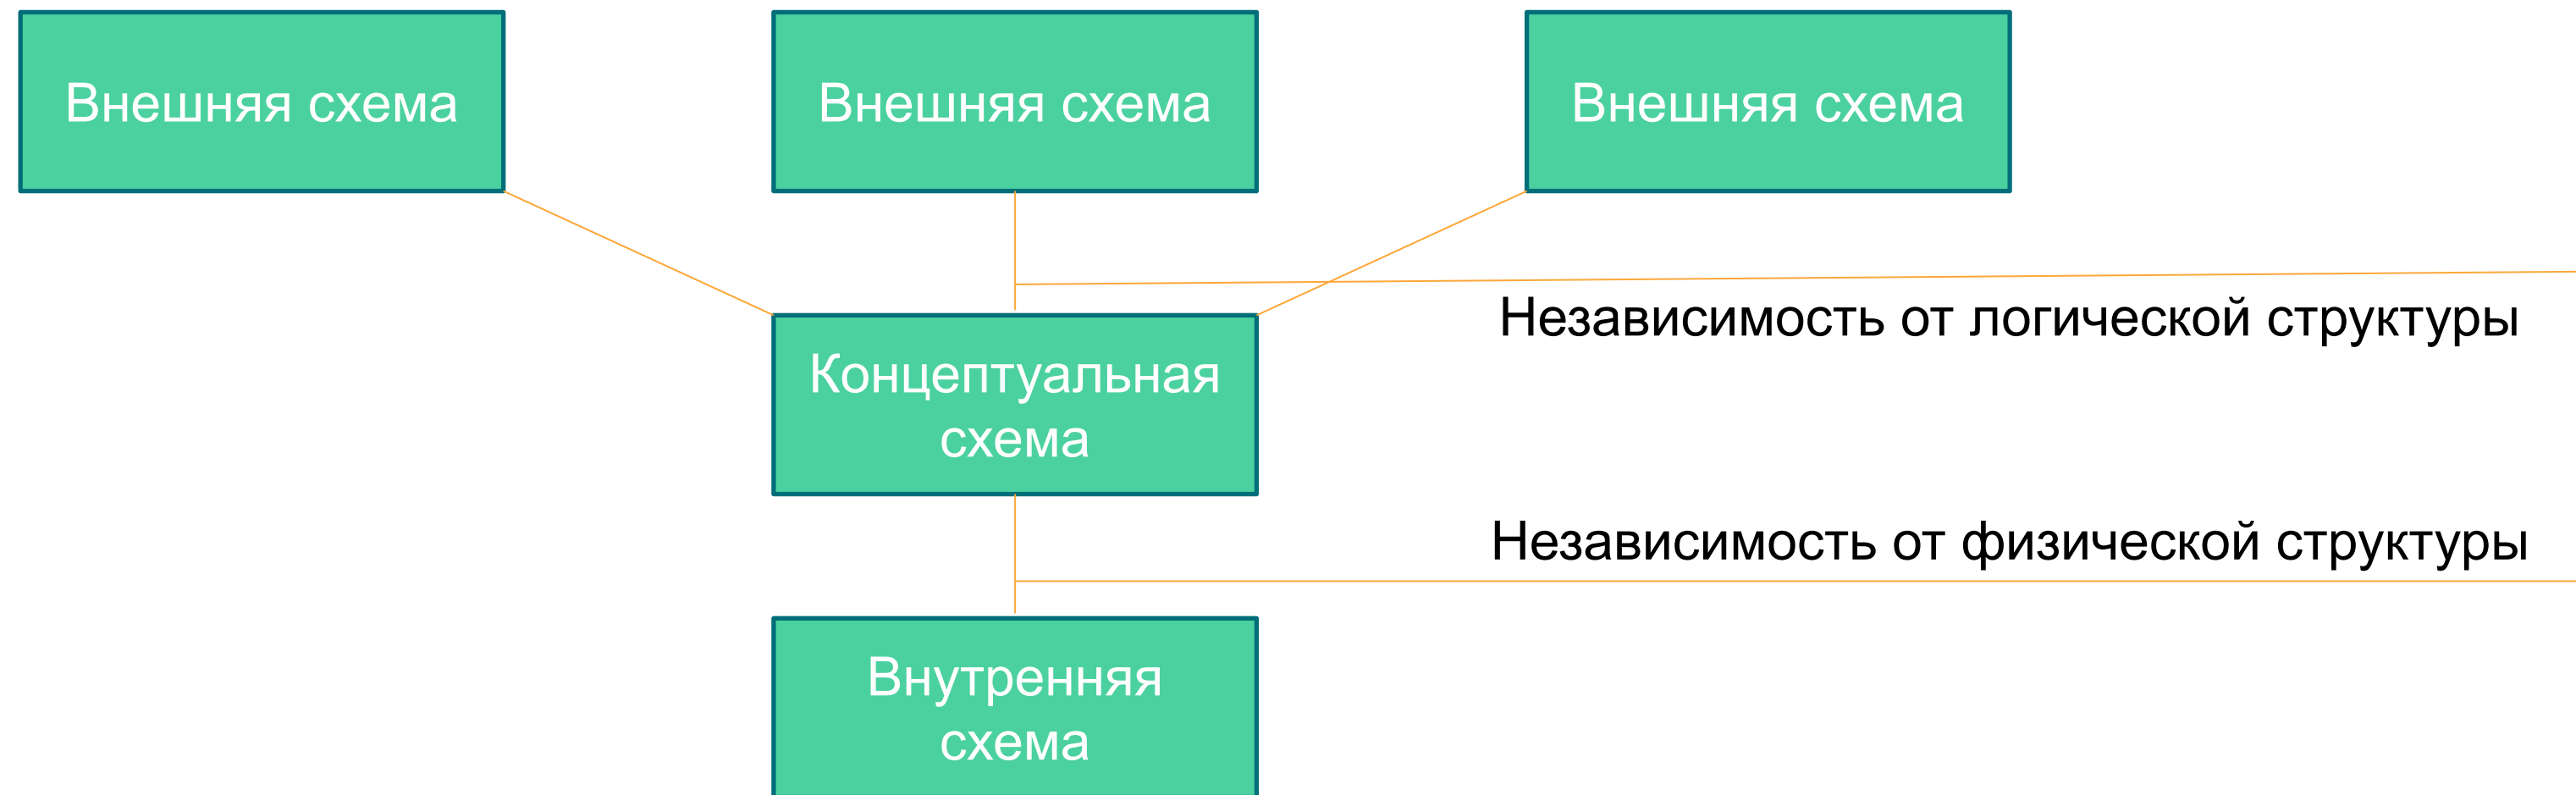 Внешняя схема
Внешняя схема
Внешняя схема
Независимость от логической структуры
Концептуальная
схема
Независимость от физической структуры
Внутренняя
схема